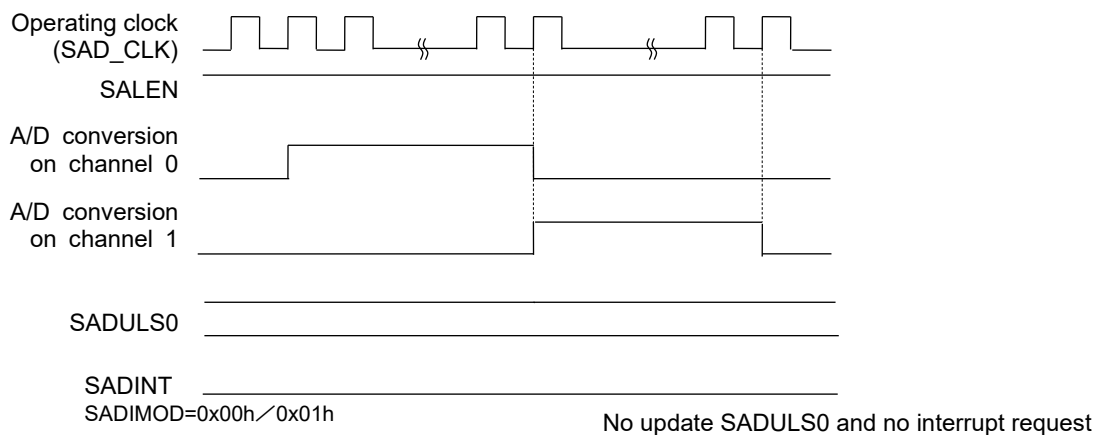 Operating clock
(SAD_CLK)
SALEN
A/D conversion
on channel 0
A/D conversion
on channel 1
SADULS0
SADINT
SADIMOD=0x00h／0x01h
No update SADULS0 and no interrupt request